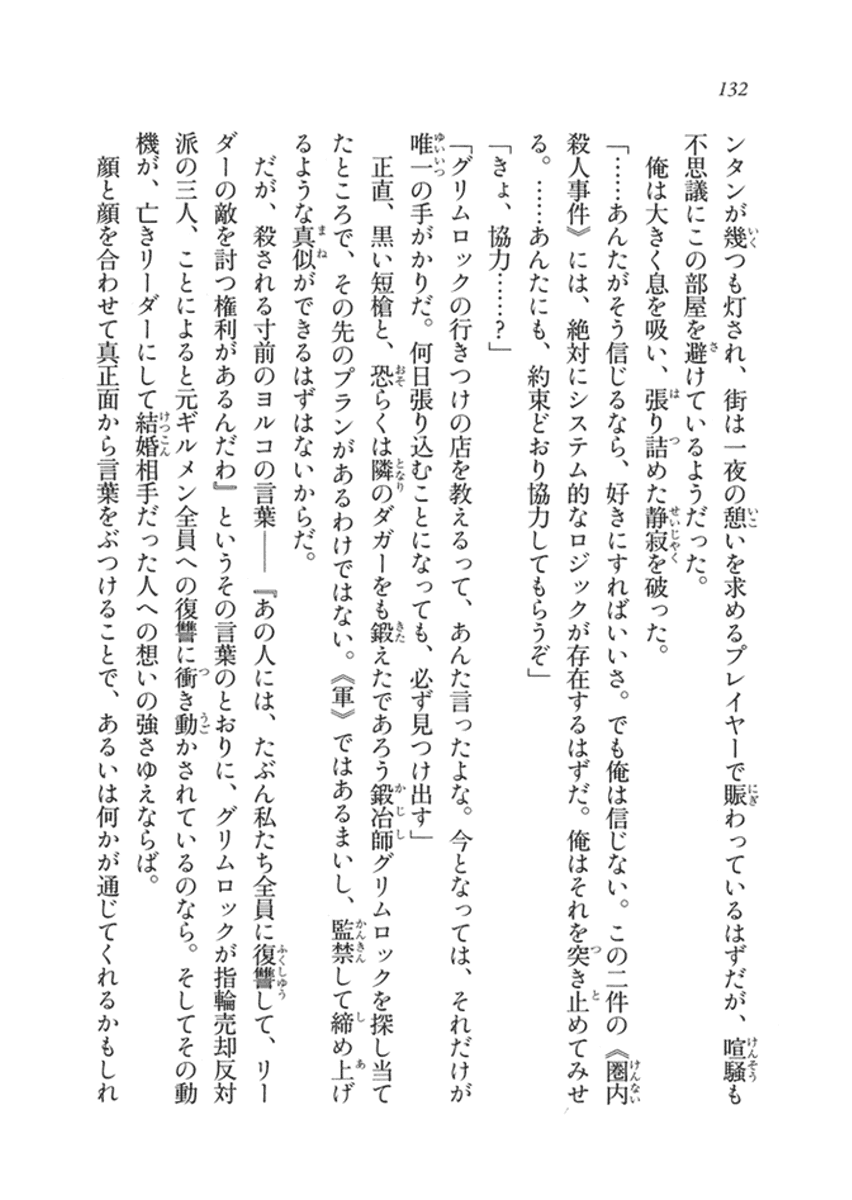 132
ンタンが幾つも灯され、街は一夜の憩いを求めるプレイヤーで賑わっているはずだが、喧騒も
不思議にこの部屋を避けているようだった。
俺は大きく息を吸い、張り詰めた静寂を破った。
「……あんたがそう信じるなら、好きにすればいいさ。でも俺は信じない。この二件の《圏内
殺人事件》には、絶対にシステム的なロジックが存在するはずだ。俺はそれを突き止めてみせ
る。……あんたにも、約束どおり協力してもらうぞ」
「きょ、協力……?」
「グリムロックの行きつけの店を教えるって、あんた言ったよな。今となっては、それだけが
唯一の手がかりだ。何日張り込むことになっても、必ず見つけ出す」
正直、黒い短槍と、恐らくは隣のダガーをも鍛えたであろう鍛冶師グリムロックを探し当て
たところで、その先のプランがあるわけではない。《軍》ではあるまいし、監禁して締め上げ
るような真似ができるはずはないからだ。
だが、殺される寸前のヨルコの言葉――『あの人には、たぶん私たち全員に復讐して、リー
ダーの敵を討つ権利があるんだわ』というその言葉のとおりに、グリムロックが指輪売却反対
派の三人、ことによると元ギルメン全員への復讐に衝き動かされているのなら。そしてその動
機が、亡きリーダーにして結婚相手だった人への想いの強さゆえならば。
顔と顔を合わせて真正面から言葉をぶつけることで、あるいは何かが通じてくれるかもしれ